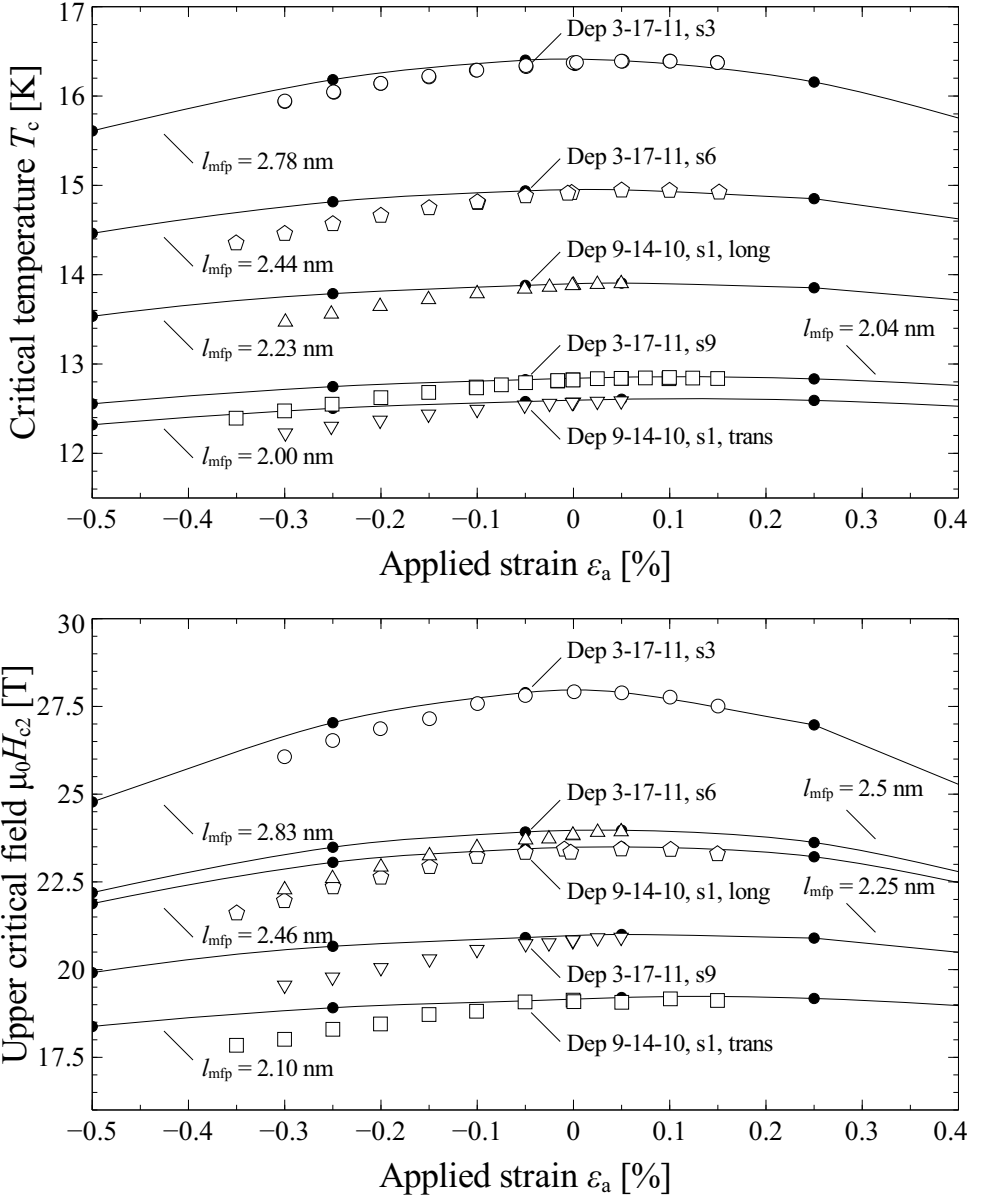 17
16
15
14
13
12
Critical temperature Tc [K]
Dep 3-17-11, s3
lmfp = 2.78 nm
Dep 3-17-11, s6
lmfp = 2.44 nm
Dep 9-14-10, s1, long
lmfp = 2.04 nm
lmfp = 2.23 nm
Dep 3-17-11, s9
Dep 9-14-10, s1, trans
lmfp = 2.00 nm
−0.5 −0.4 −0.3 −0.2 −0.1 0 0.1 0.2 0.3 0.4
Applied strain εa [%]
30
27.5
25
22.5
20
17.5
Upper critical field μ0Hc2 [T]
Dep 3-17-11, s3
lmfp = 2.83 nm
Dep 3-17-11, s6
lmfp = 2.5 nm
Dep 9-14-10, s1, long
lmfp = 2.25 nm
lmfp = 2.46 nm
Dep 3-17-11, s9
Dep 9-14-10, s1, trans
lmfp = 2.10 nm
−0.5 −0.4 −0.3 −0.2 −0.1 0 0.1 0.2 0.3 0.4
Applied strain εa [%]